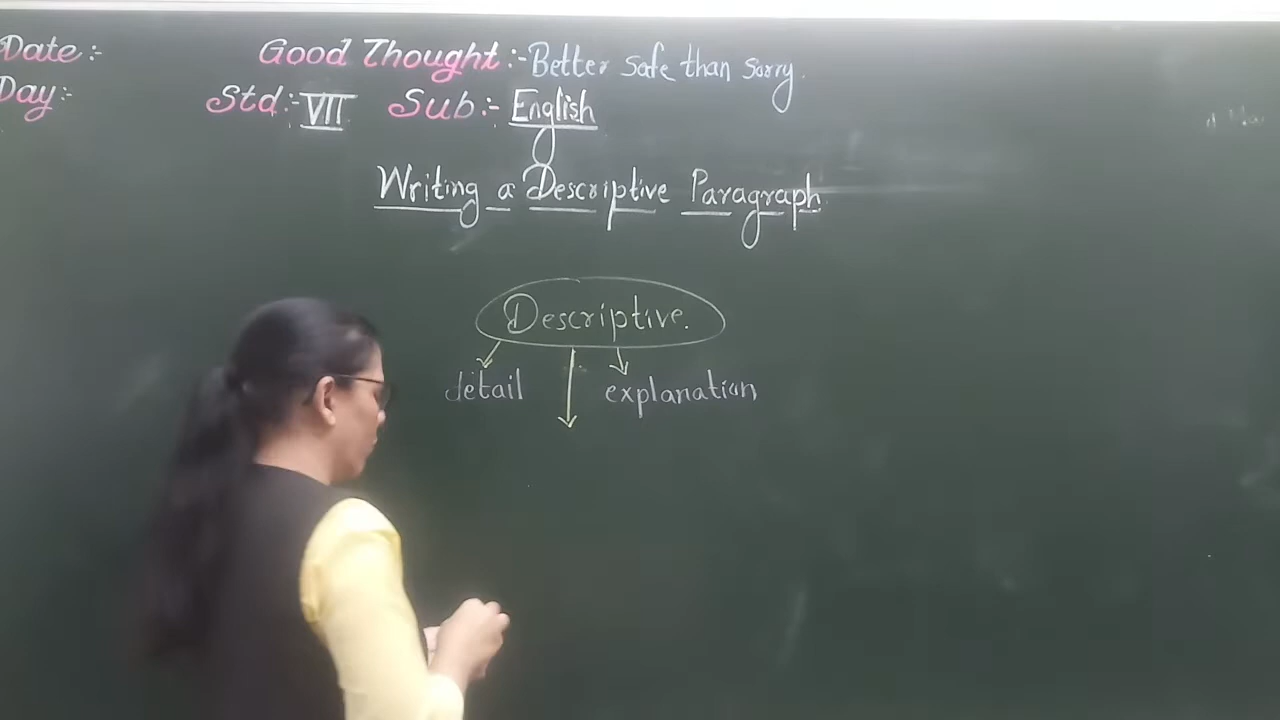 Date:- Good Thought:- Better safe than sorry.
Day:- Std:- VII Sub:- English
Writing a Descriptive Paragraph
Descriptive.
detail explanation